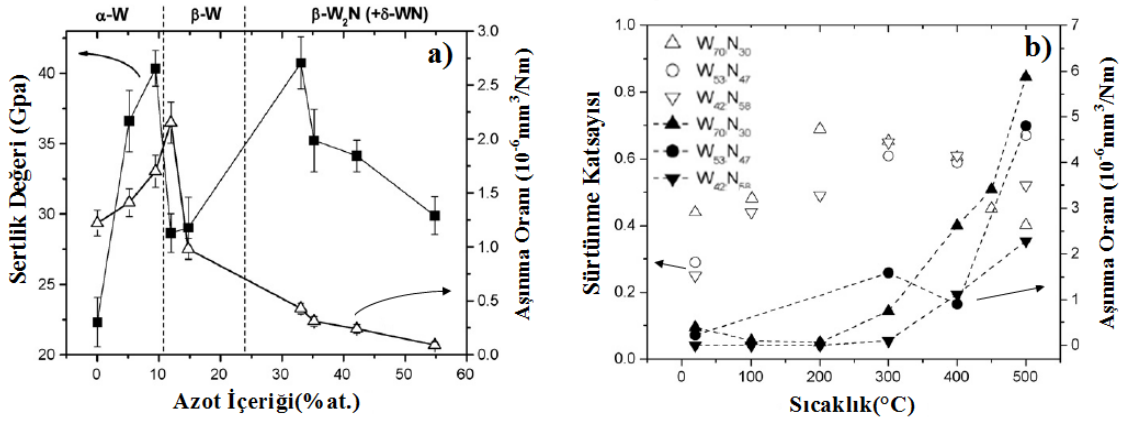 α-W
β-W
β-W₂N (+δ-WN)
a)
Sertlik Değeri (Gpa)
40
35
30
25
20
3.0
2.5
2.0
1.5
1.0
0.5
0.0
Aşınma Oranı (10⁻⁶mm³/Nm)
0
10
20
30
40
50
60
Azot İçeriği(%at.)
b)
Sürtünme Katsayısı
1.0
0.8
0.6
0.4
0.2
0.0
W₇₀N₃₀
W₅₃N₄₇
W₄₂N₅₈
W₇₀N₃₀
W₅₃N₄₇
W₄₂N₅₈
7
6
5
4
3
2
1
0
Aşınma Oranı (10⁻⁶mm³/Nm)
0
100
200
300
400
500
Sıcaklık(°C)